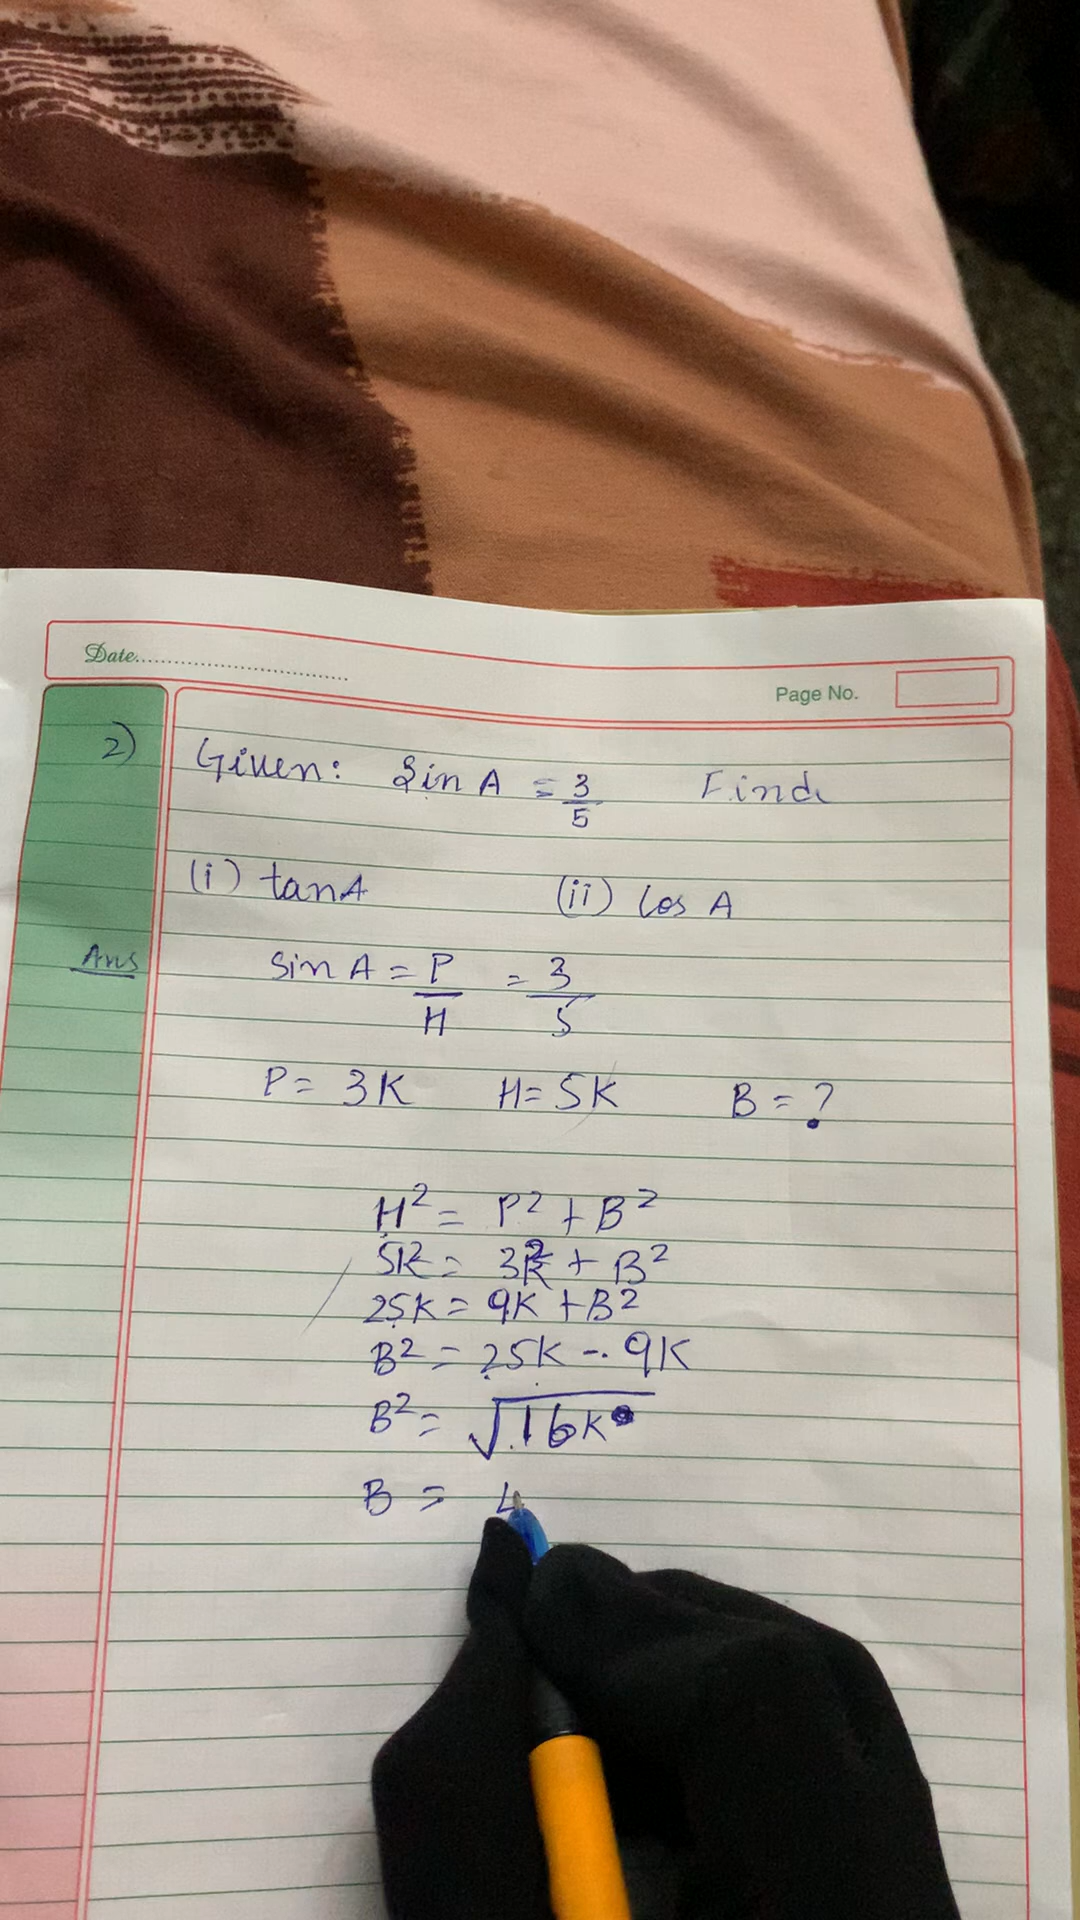 Date
Page No.
2) Given: Sin A = 3/5 Find
(i) tanA (ii) Cos A
Ans Sin A = P/H = 3/5
P = 3K H = 5K B = ?
H² = P² + B²
5K² = 3K² + B²
25K = 9K + B²
B² = 25K - 9K
B² = √16K
B = 4